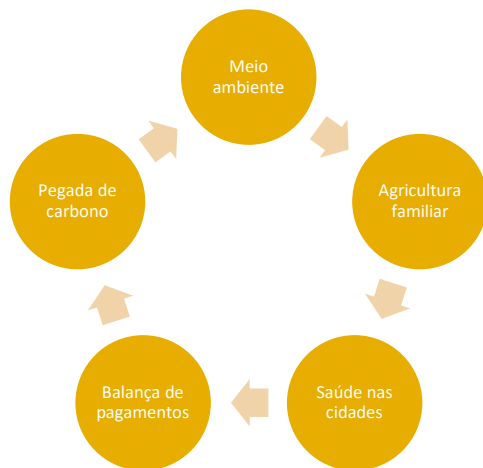 Meio
ambiente
Agricultura
familiar
Saúde nas
cidades
Balança de
pagamentos
Pegada de
carbono